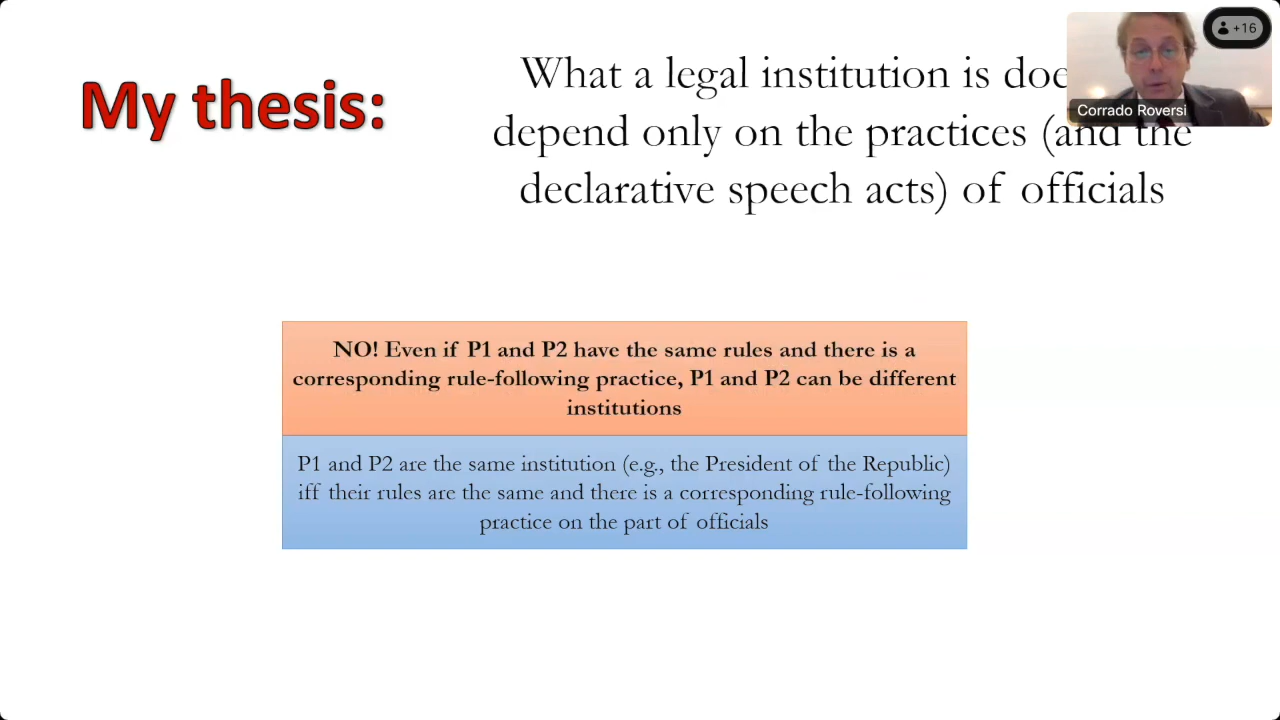 My thesis:
What a legal institution is doe
depend only on the practices (and the
declarative speech acts) of officials
+16
Corrado Roversi
NO! Even if P1 and P2 have the same rules and there is a
corresponding rule-following practice, P1 and P2 can be different
institutions
P1 and P2 are the same institution (e.g., the President of the Republic)
iff their rules are the same and there is a corresponding rule-following
practice on the part of officials